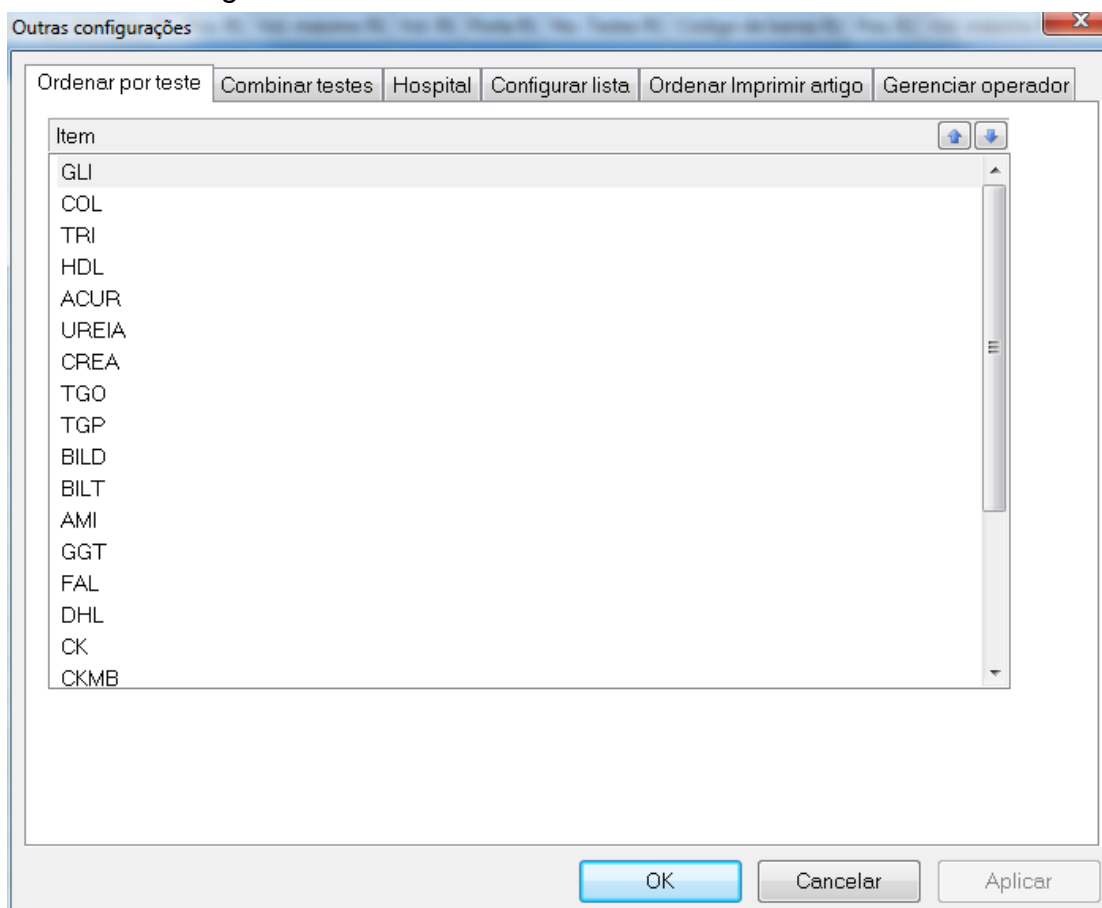 Outras configurações
Ordenar por teste Combinar testes Hospital Configurar lista Ordenar Imprimir artigo Gerenciar operador
Item
GLI
COL
TRI
HDL
ACUR
UREIA
CREA
TGO
TGP
BILD
BILT
AMI
GGT
FAL
DHL
CK
CKMB
OK Cancelar Aplicar